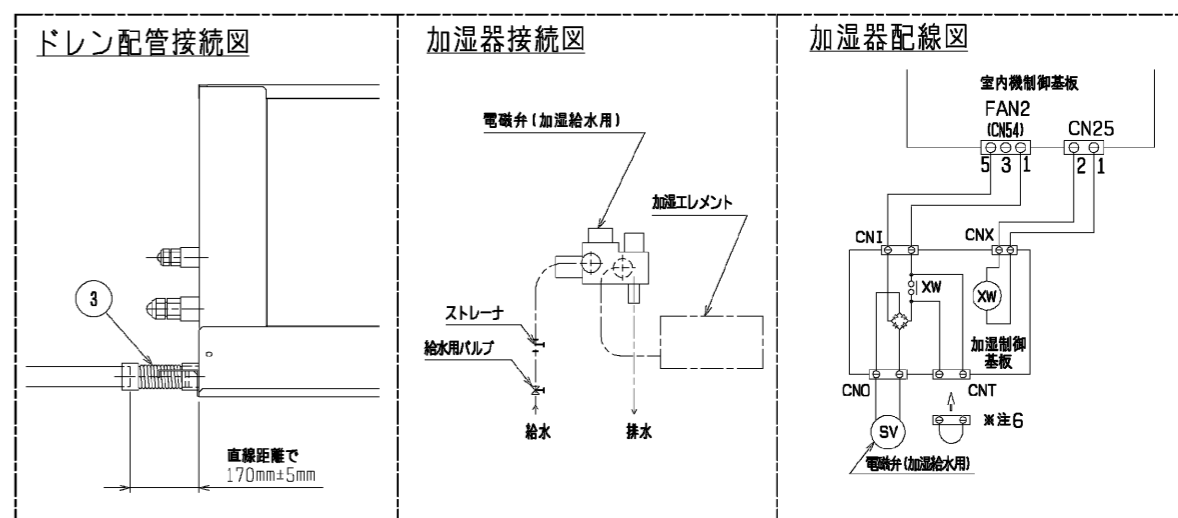 ドレン配管接続図
3
直線距離で
170mm±5mm
加湿器接続図
電磁弁(加湿給水用)
加湿エレメント
ストレーナ
給水用バルブ
給水
排水
加湿器配線図
室内機制御基板
FAN2
(CN54)
CN25
5 3 1
2 1
CNI
CNX
XW
XW
加湿制御
基板
CNO
CNT
SV
※注6
電磁弁(加湿給水用)